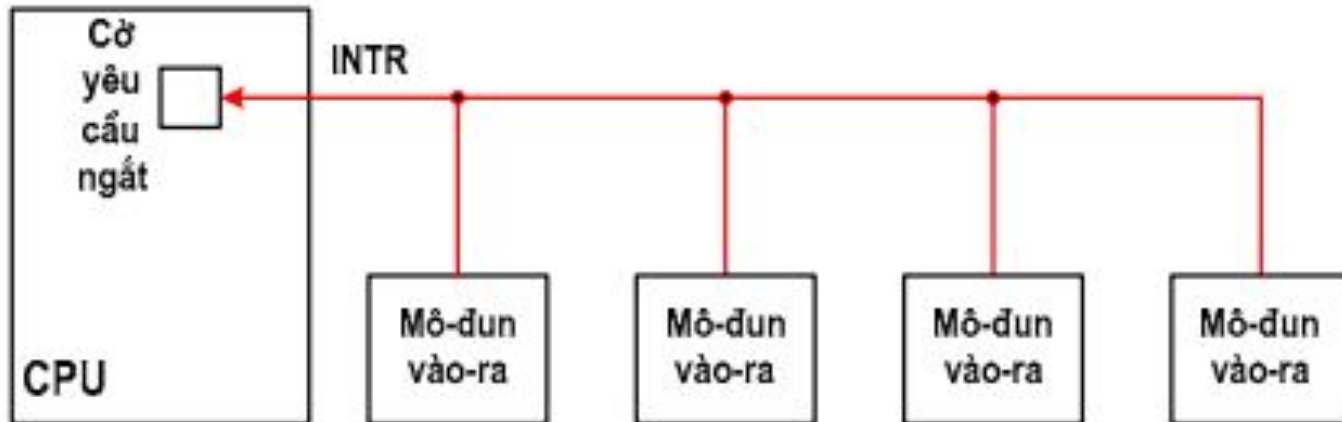 Cờ
yêu
cẩu
ngắt
INTR
CPU
Mô-đun
vào-ra
Mô-đun
vào-ra
Mô-đun
vào-ra
Mô-đun
vào-ra